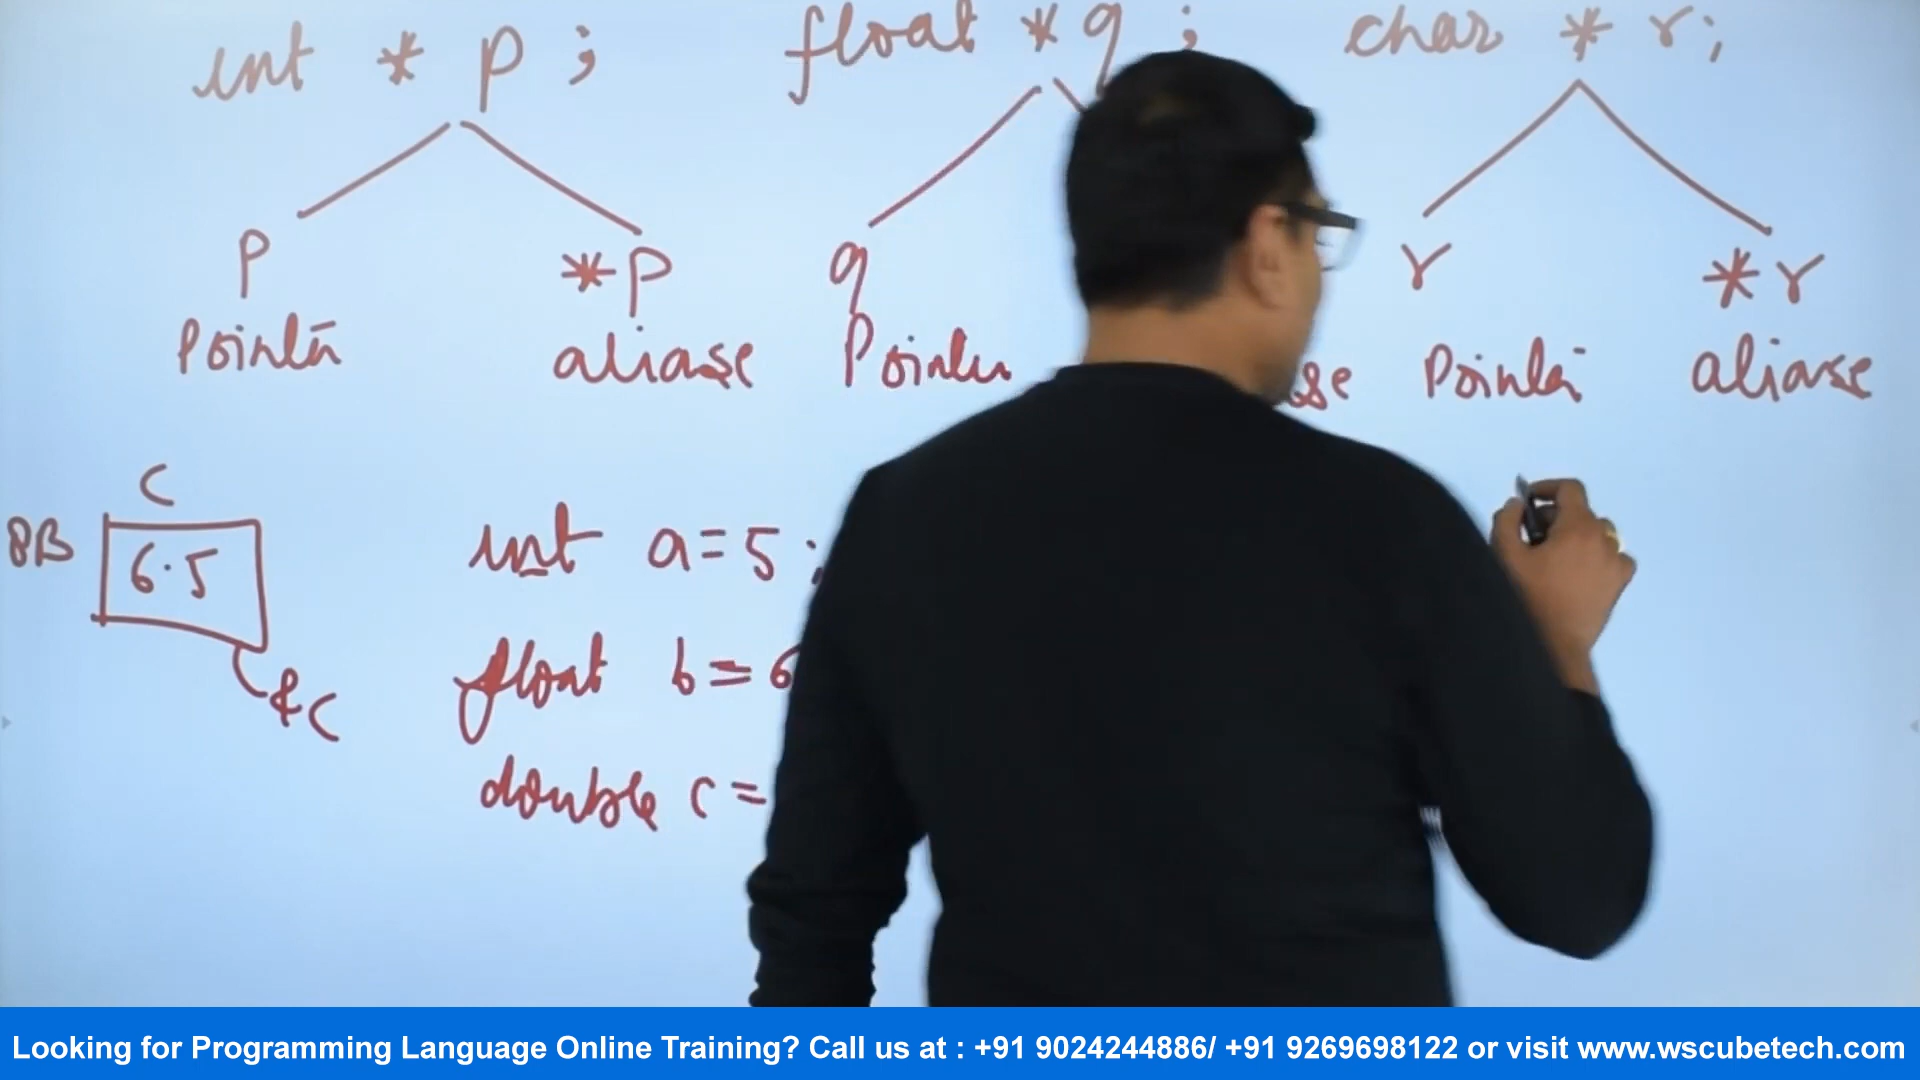 int * p ; float * q ; char * r ;
p *p q r *r
Pointer aliase Pointer se Pointer aliase
C
8B 6.5 int a = 5 ;
float b = 6
&C
double c =
Looking for Programming Language Online Training? Call us at : +91 9024244886/ +91 9269698122 or visit www.wscubetech.com